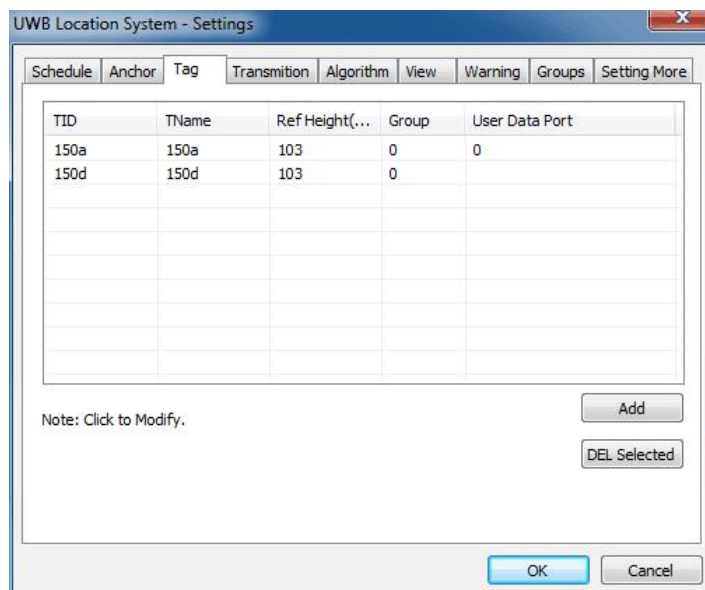 UWB Location System - Settings
Schedule Anchor Tag Transmition Algorithm View Warning Groups Setting More
TID TName Ref Height(... Group User Data Port
150a 150a 103 0 0
150d 150d 103 0
Note: Click to Modify.
Add
DEL Selected
OK Cancel